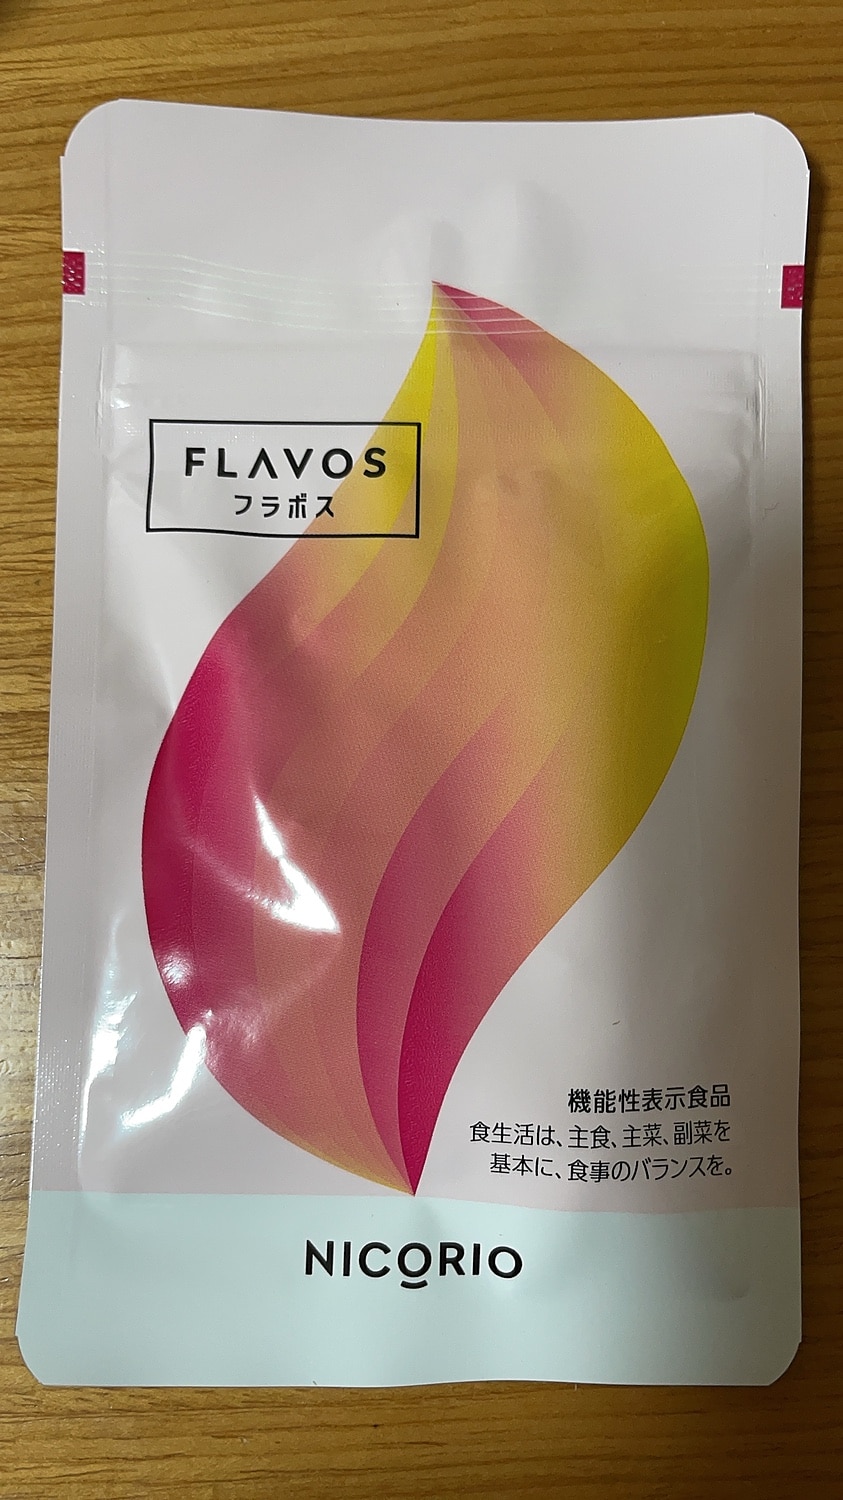 FLAVOS
フラボス
機能性表示食品
食生活は、主食、主菜、副菜を
基本に、食事のバランスを。
NICORIO